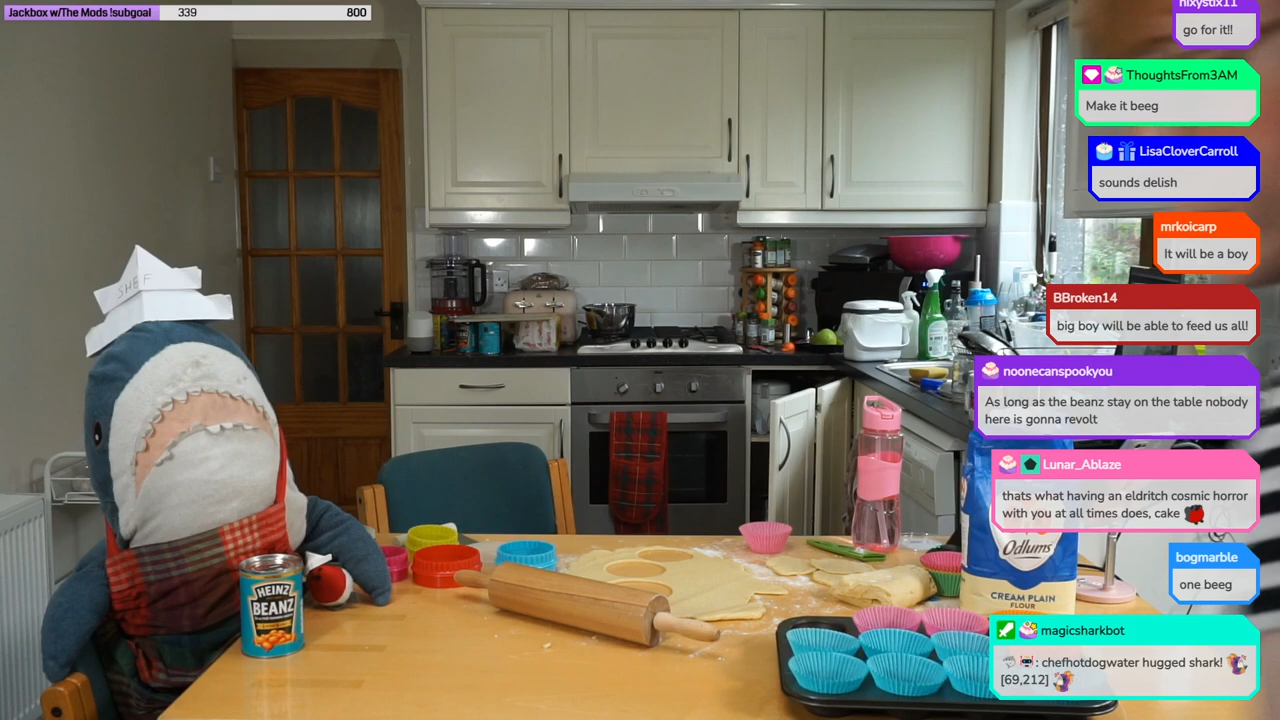 Jackbox w/The Mods !subgoal 339 800
nixystix11
go for it!!
ThoughtsFrom3AM
Make it beeg
LisaCloverCarroll
sounds delish
mrkoicarp
It will be a boy
BBroken14
big boy will be able to feed us all!
noonecanspookyou
As long as the beanz stay on the table nobody
here is gonna revolt
Lunar_Ablaze
thats what having an eldritch cosmic horror
with you at all times does, cake
bogmarble
one beeg
magicsharkbot
: chefhotdogwater hugged shark!
[69,212]
SHEF
HEINZ
BEANZ
Odlums
CREAM PLAIN
FLOUR